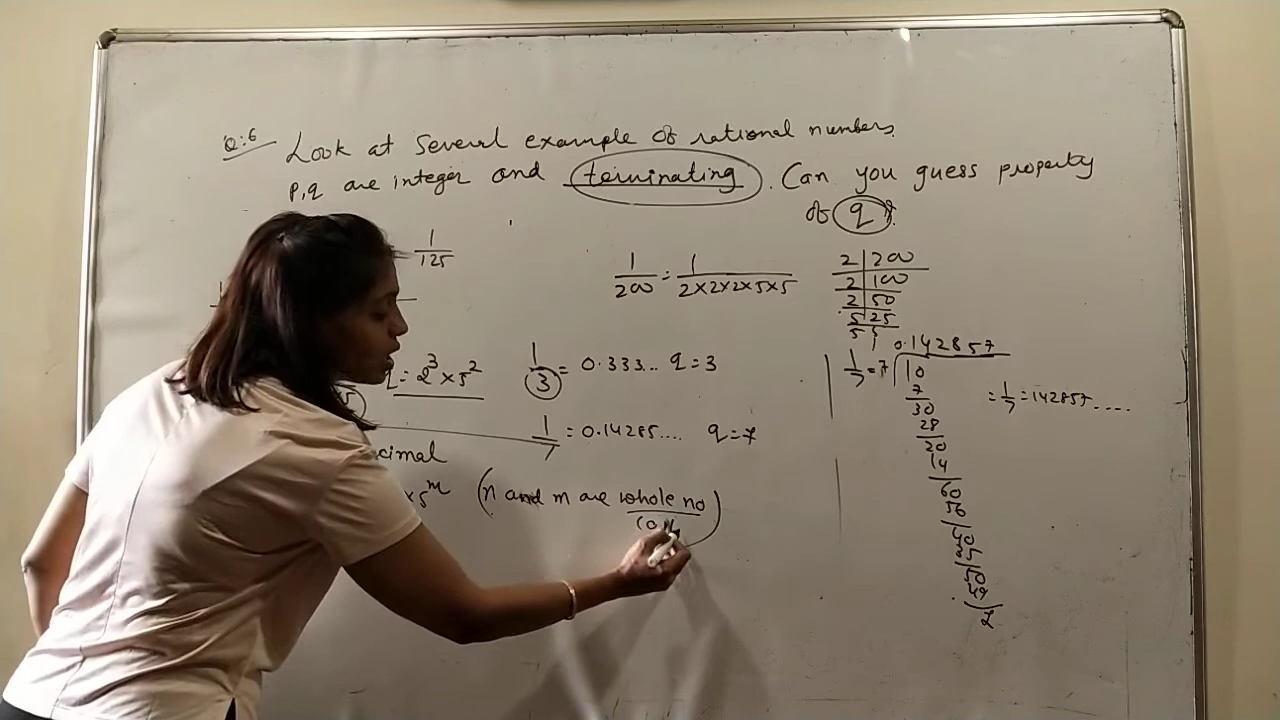 Q:6 Look at several example of rational numbers.
P,q are integer and terminating. Can you guess property
of q?
1/125
1/200 = 1/2×2×2×5×5
2 | 200
2 | 100
2 | 50
5 | 25
5 | 5
1
= 2³ × 5²
1/3 = 0.333... q=3
1/7 = 0.14285.... q=7
cimal
×5ᵐ (n and m are whole no
0.142857
1/7 = 7 10
7
30
28
20
14
60
56
40
35
50
49
1
= 1/7 = 142857.....